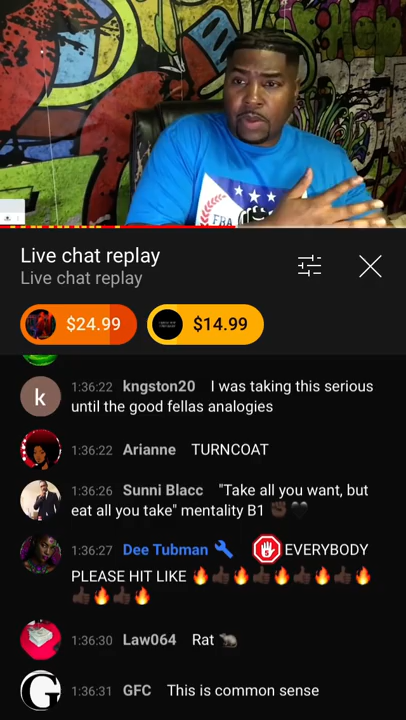 FBA
Live chat replay
Live chat replay
$24.99 $14.99
1:36:22 kngston20 I was taking this serious
until the good fellas analogies
k
1:36:22 Arianne TURNCOAT
1:36:26 Sunni Blacc "Take all you want, but
eat all you take" mentality B1 ✊🏿🖤
1:36:27 Dee Tubman 🔧 EVERYBODY
PLEASE HIT LIKE 🔥👍🏿🔥👍🏿🔥👍🏿🔥👍🏿🔥
👍🏿🔥👍🏿🔥
1:36:30 Law064 Rat 🐀
1:36:31 GFC This is common sense
G